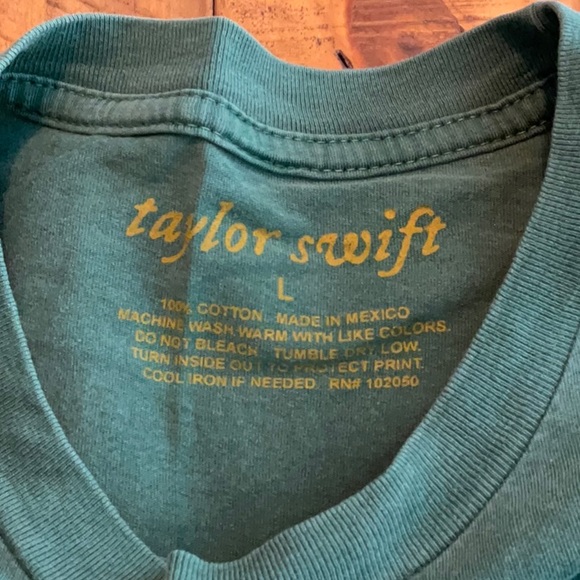 taylor swift
L
100% COTTON. MADE IN MEXICO
MACHINE WASH WARM WITH LIKE COLORS.
DO NOT BLEACH. TUMBLE DRY LOW.
TURN INSIDE OUT TO PROTECT PRINT.
COOL IRON IF NEEDED. RN# 102050